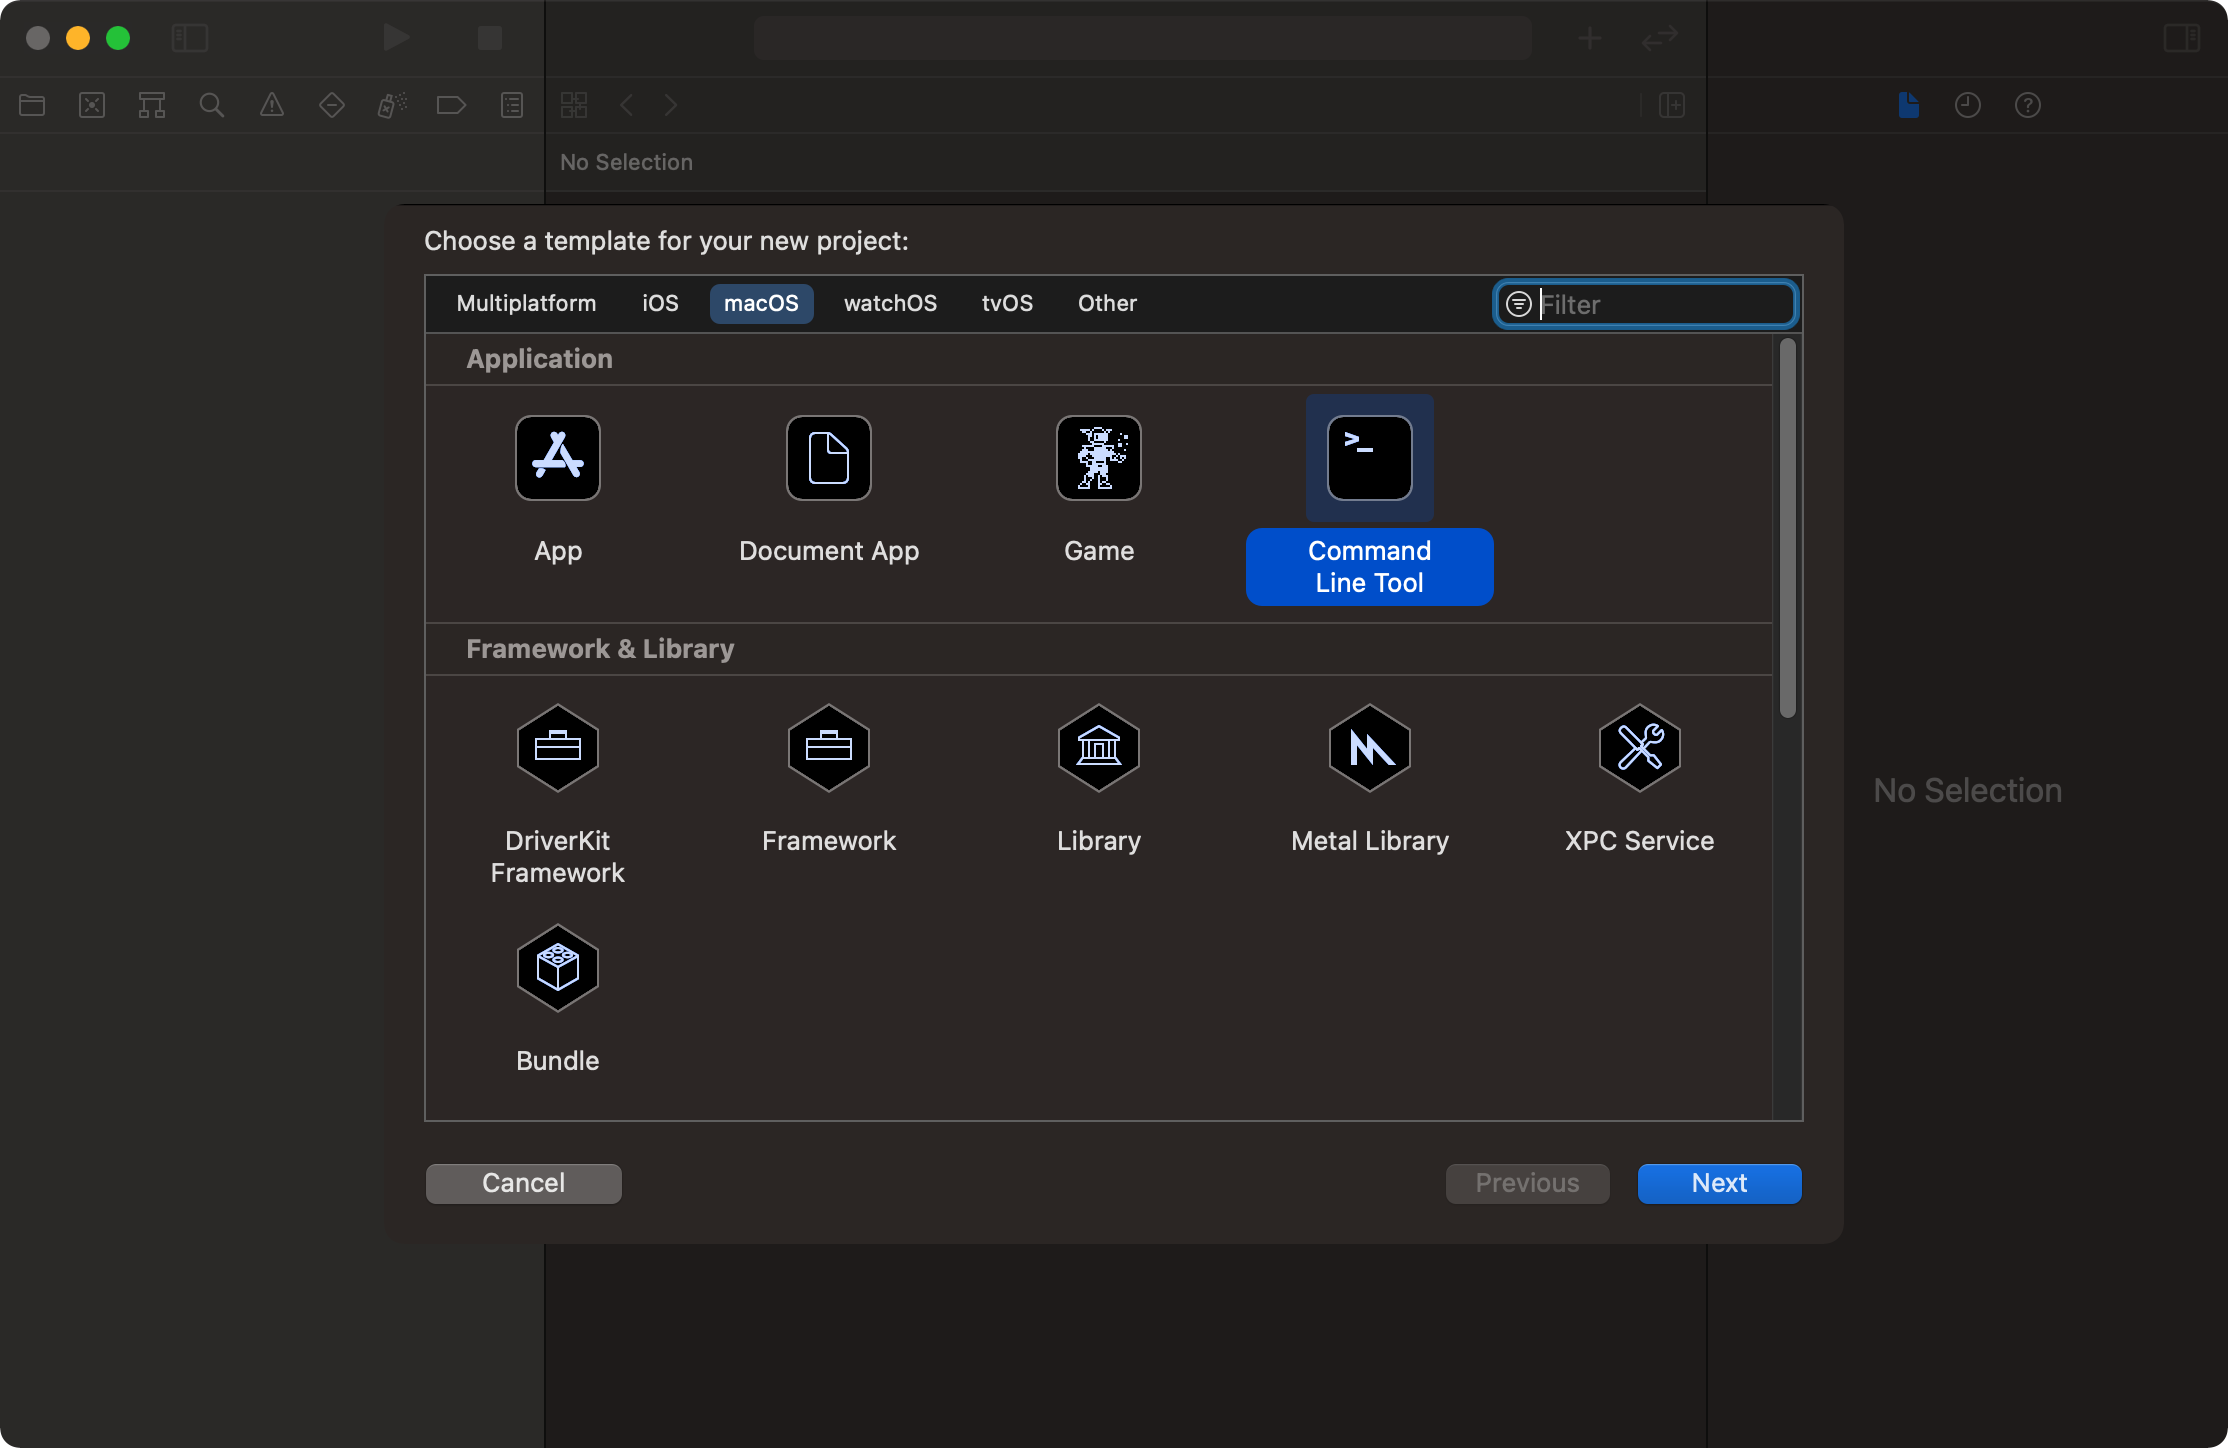 No Selection
Choose a template for your new project:
Multiplatform iOS macOS watchOS tvOS Other Filter
Application
App Document App Game Command
Line Tool
Framework & Library
DriverKit Framework Library Metal Library XPC Service
Framework
Bundle
No Selection
Cancel Previous Next